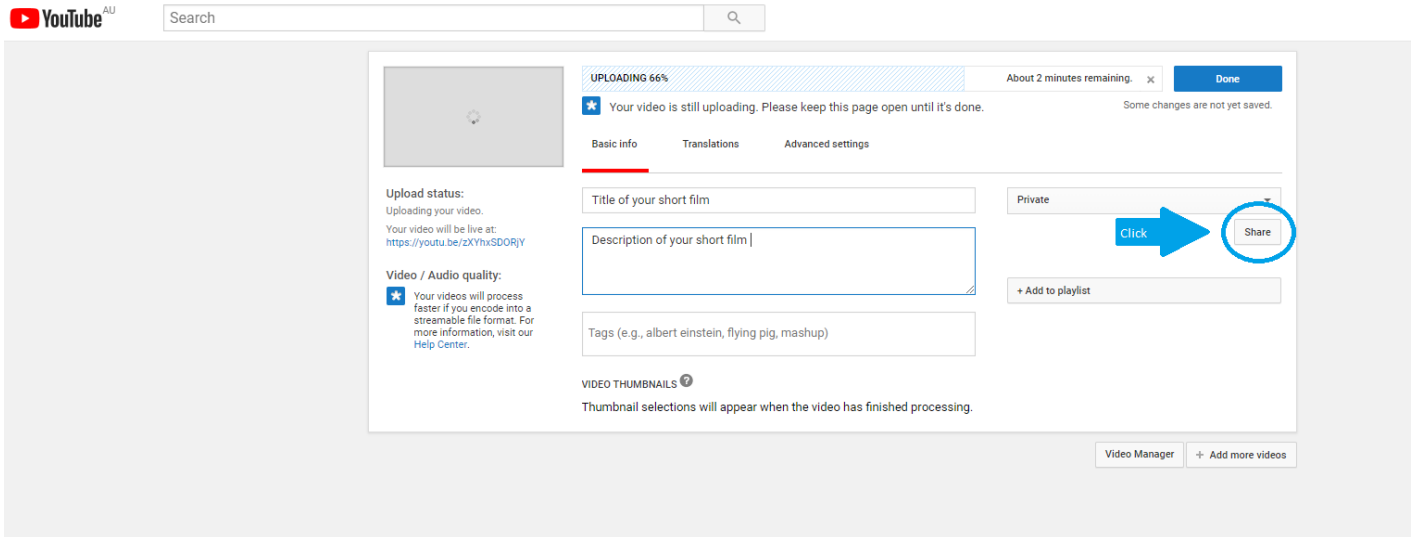 YouTube AU
Search
UPLOADING 66%
About 2 minutes remaining.
Done
Your video is still uploading. Please keep this page open until it's done.
Some changes are not yet saved.
Basic info
Translations
Advanced settings
Upload status:
Uploading your video.
Your video will be live at:
https://youtu.be/zXYhxSDORjY
Video / Audio quality:
Your videos will process
faster if you encode into a
streamable file format. For
more information, visit our
Help Center.
Title of your short film
Description of your short film
Tags (e.g., albert einstein, flying pig, mashup)
VIDEO THUMBNAILS ?
Thumbnail selections will appear when the video has finished processing.
Private
Click
Share
+ Add to playlist
Video Manager
+ Add more videos